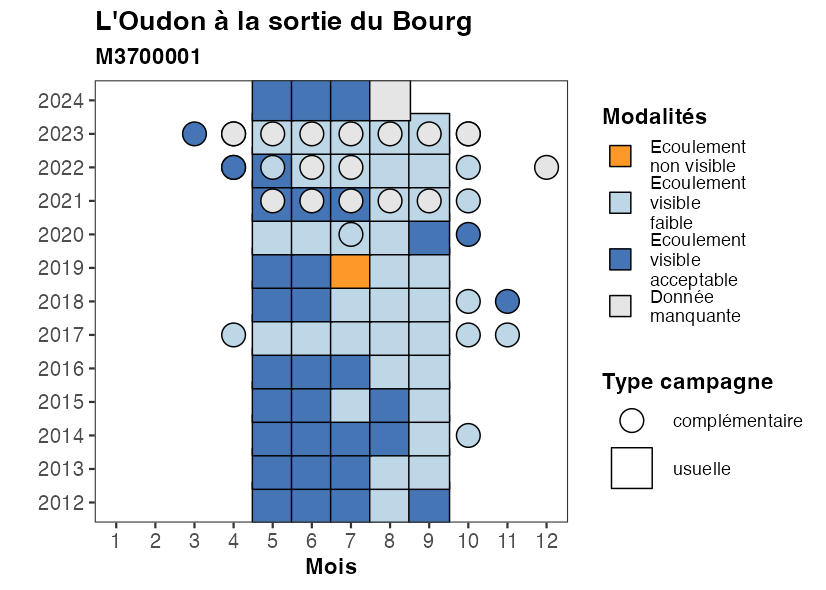 L'Oudon à la sortie du Bourg
M3700001
2024
2023
2022
2021
2020
2019
2018
2017
2016
2015
2014
2013
2012
1 2 3 4 5 6 7 8 9 10 11 12
Mois
Modalités
Ecoulement
non visible
Ecoulement
visible
faible
Ecoulement
visible
acceptable
Donnée
manquante
Type campagne
complémentaire
usuelle